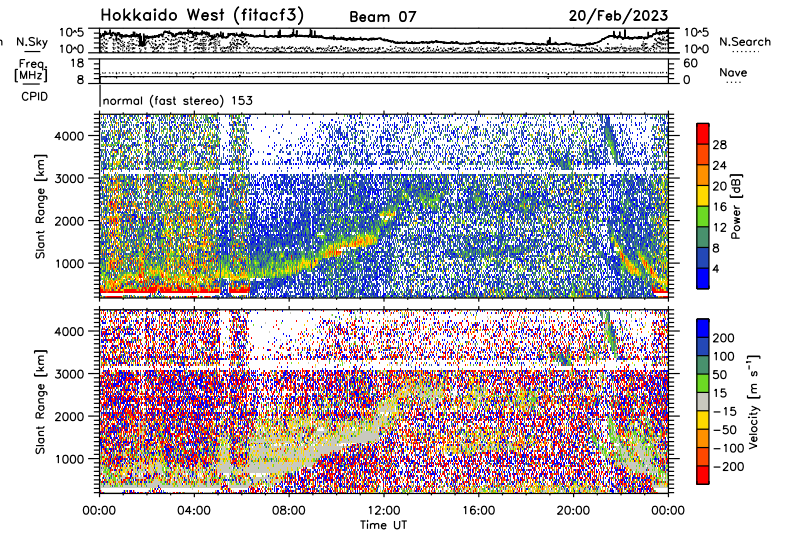 Hokkaido West (fitacf3) Beam 07 20/Feb/2023
n N.Sky 10^5 10^0 10^5 10^0 N.Search
Freq. [MHz] 18 8 60 0 Nave
CPID normal (fast stereo) 153
Slant Range [km] 4000 3000 2000 1000
28 24 20 16 12 8 4 Power [dB]
Slant Range [km] 4000 3000 2000 1000
200 100 50 15 −15 −50 −100 −200 Velocity [m s⁻¹]
00:00 04:00 08:00 12:00 16:00 20:00 00:00
Time UT